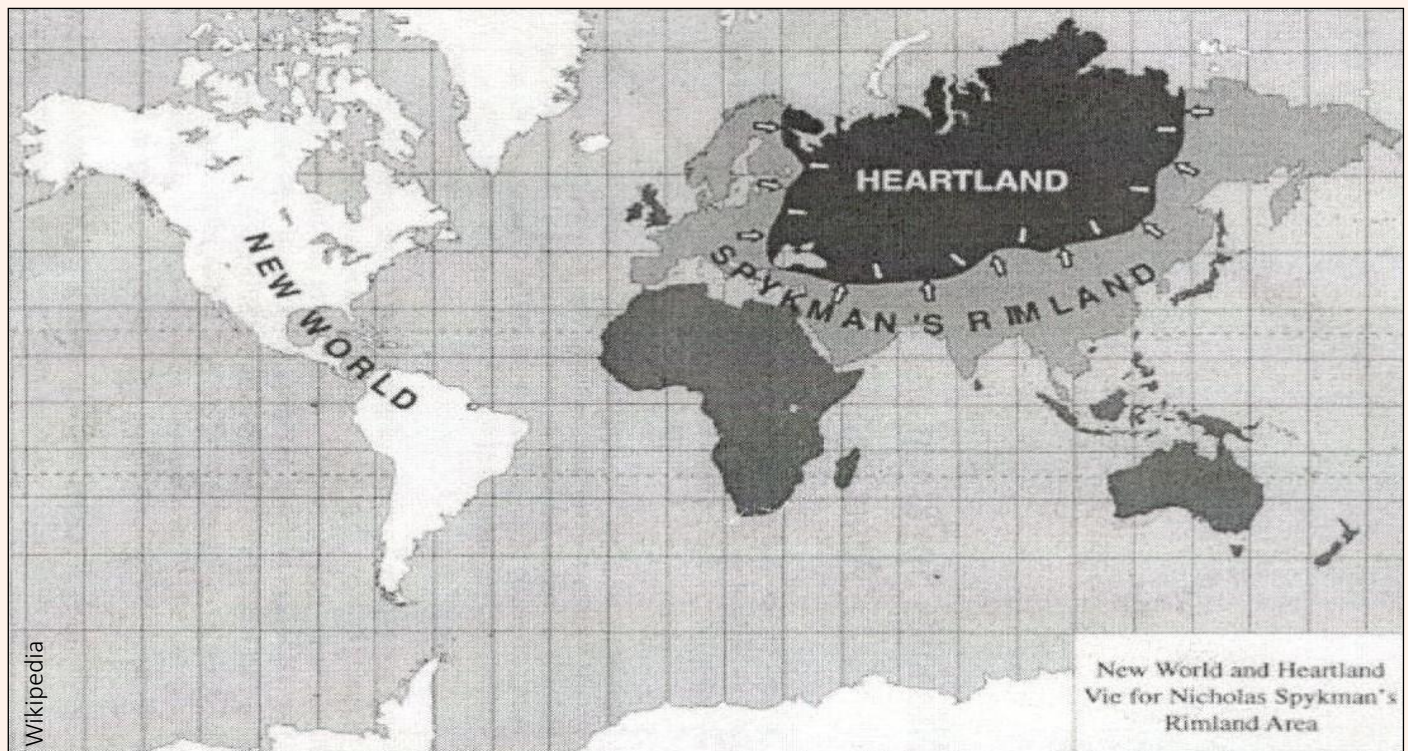 HEARTLAND
NEW WORLD
SPYKMAN'S RIMLAND
New World and Heartland
Vie for Nicholas Spykman's
Rimland Area
Wikipedia